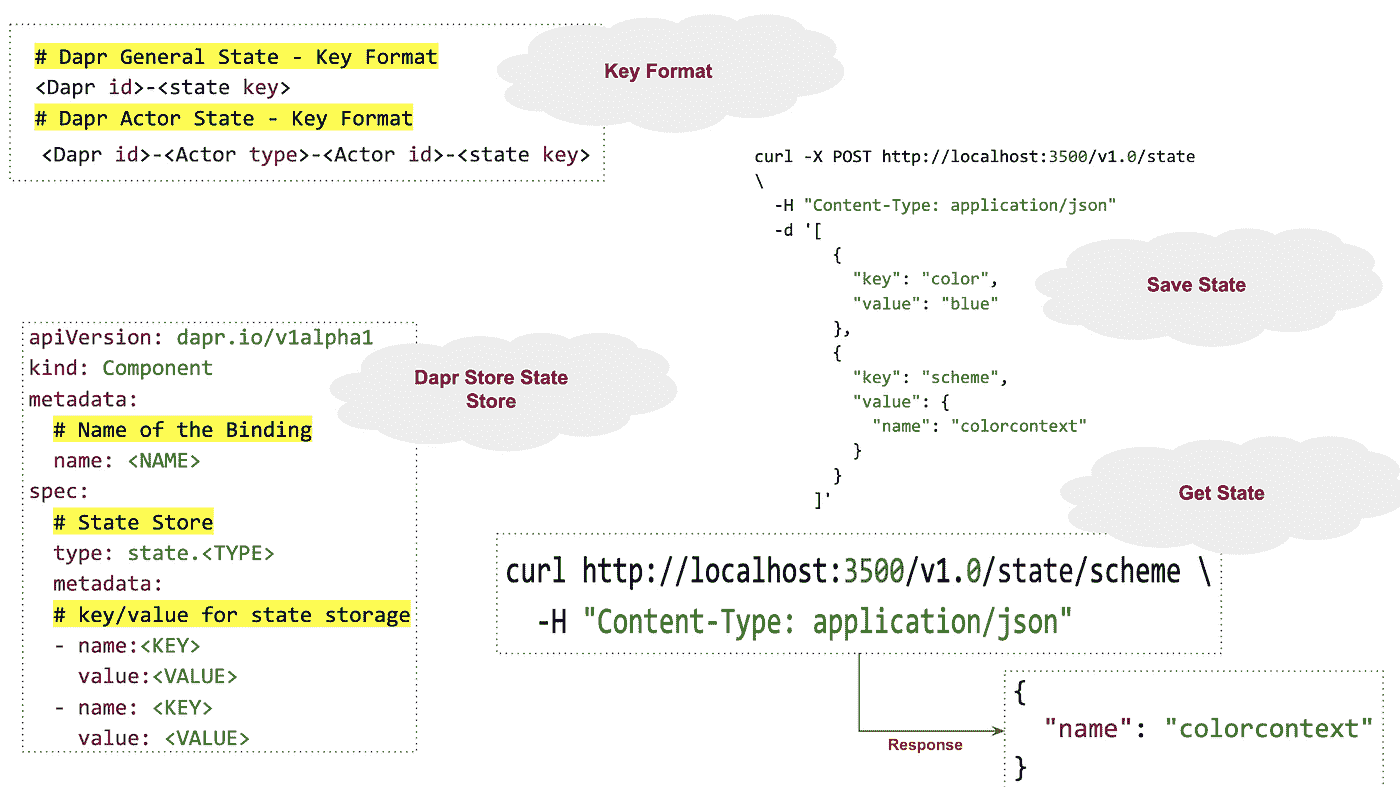 # Dapr General State - Key Format
<Dapr id>-<state key>
# Dapr Actor State - Key Format
<Dapr id>-<Actor type>-<Actor id>-<state key>
Key Format
curl -X POST http://localhost:3500/v1.0/state
\
-H "Content-Type: application/json"
-d '[
{
"key": "color",
"value": "blue"
},
{
"key": "scheme",
"value": {
"name": "colorcontext"
}
}
]'
Save State
apiVersion: dapr.io/v1alpha1
kind: Component
metadata:
# Name of the Binding
name: <NAME>
spec:
# State Store
type: state.<TYPE>
metadata:
# key/value for state storage
- name:<KEY>
value:<VALUE>
- name: <KEY>
value: <VALUE>
Dapr Store State
Store
Get State
curl http://localhost:3500/v1.0/state/scheme \
-H "Content-Type: application/json"
Response
{
"name": "colorcontext"
}